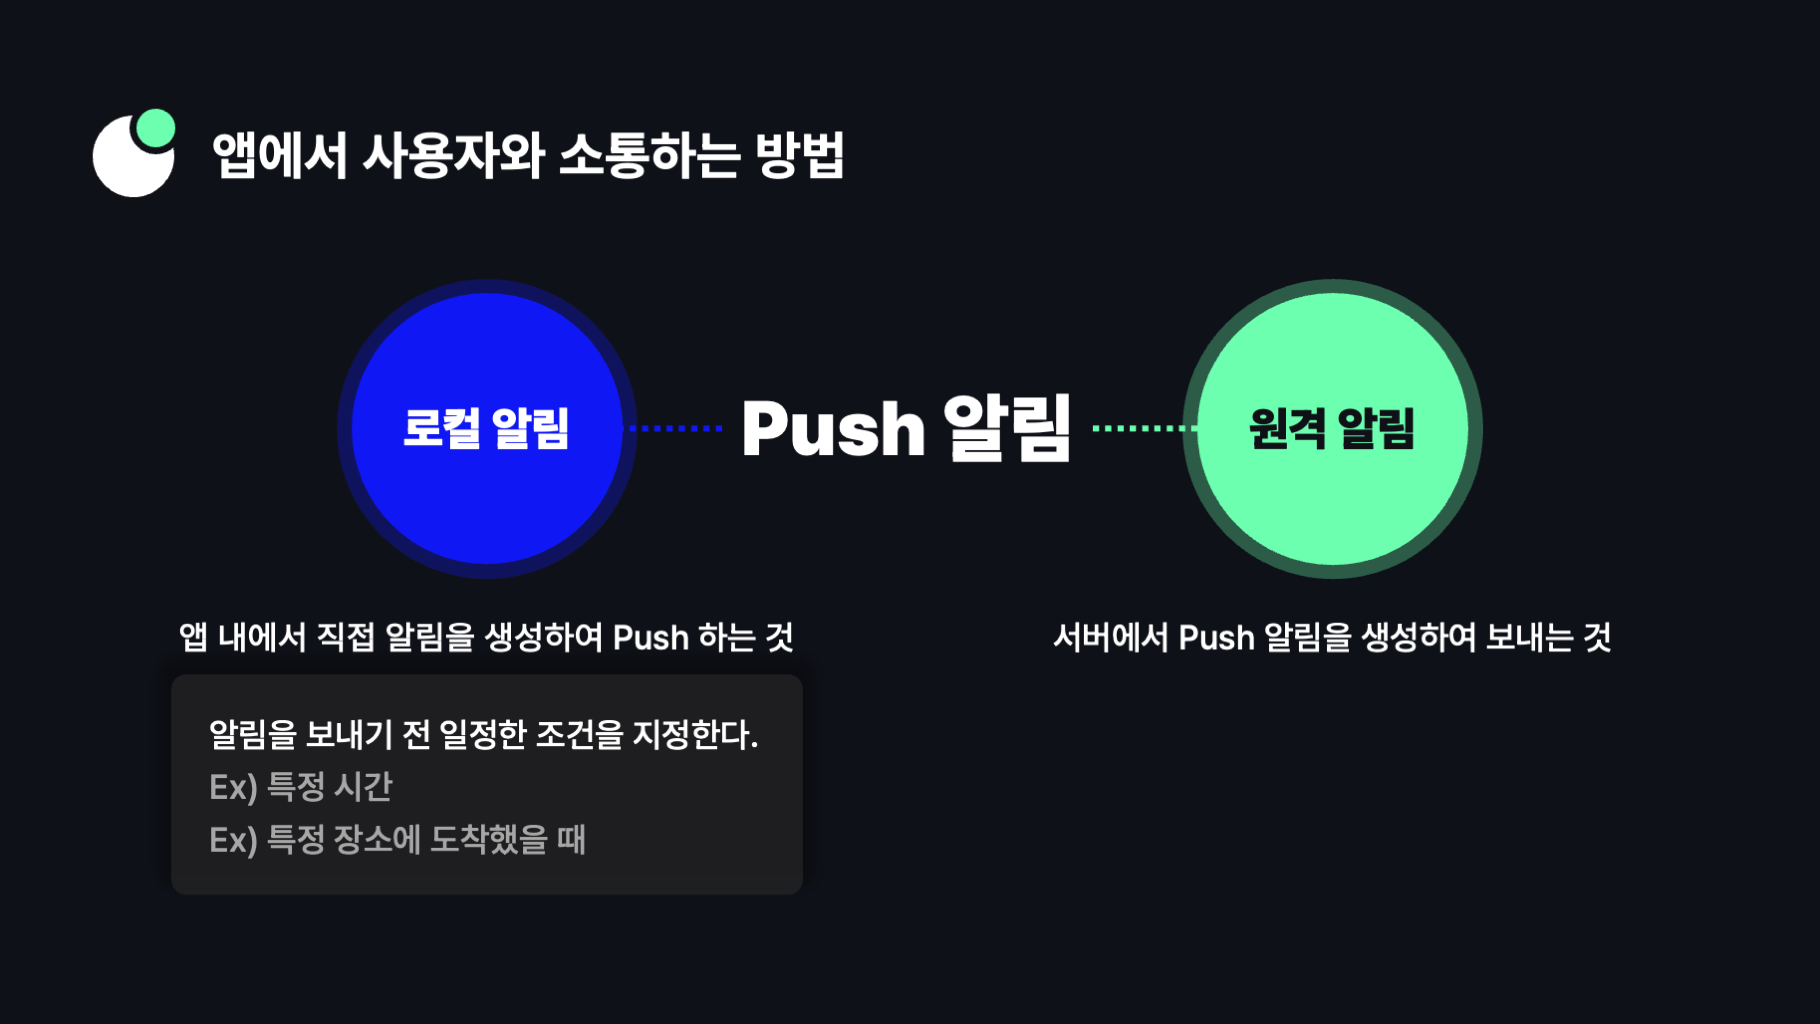 앱에서 사용자와 소통하는 방법
로컬 알림
Push 알림
원격 알림
앱 내에서 직접 알림을 생성하여 Push 하는 것
서버에서 Push 알림을 생성하여 보내는 것
알림을 보내기 전 일정한 조건을 지정한다.
Ex) 특정 시간
Ex) 특정 장소에 도착했을 때